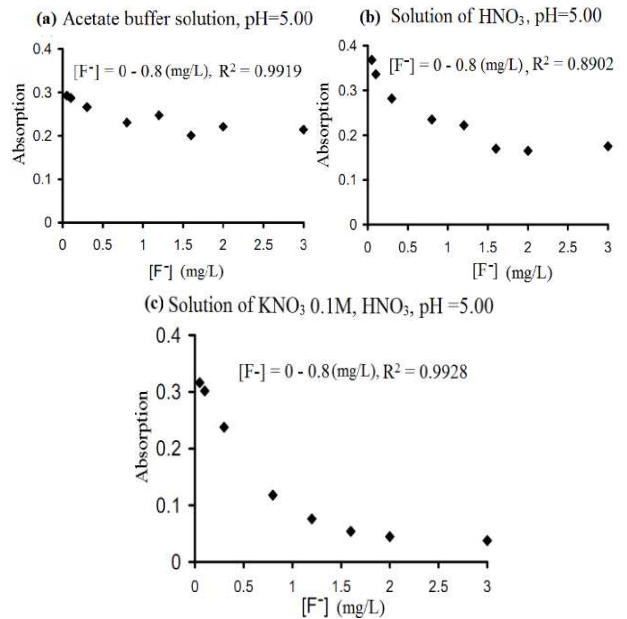 (a) Acetate buffer solution, pH=5.00
[F-] = 0 - 0.8 (mg/L), R² = 0.9919
Absorption
0.4
0.3
0.2
0.1
0
0 0.5 1 1.5 2 2.5 3
[F-] (mg/L)
(b) Solution of HNO₃, pH=5.00
[F-] = 0 - 0.8 (mg/L), R² = 0.8902
Absorption
0.4
0.3
0.2
0.1
0
0 0.5 1 1.5 2 2.5 3
[F-] (mg/L)
(c) Solution of KNO₃ 0.1M, HNO₃, pH =5.00
[F-] = 0 - 0.8(mg/L), R² = 0.9928
Absorption
0.4
0.3
0.2
0.1
0
0 0.5 1 1.5 2 2.5 3
[F-] (mg/L)